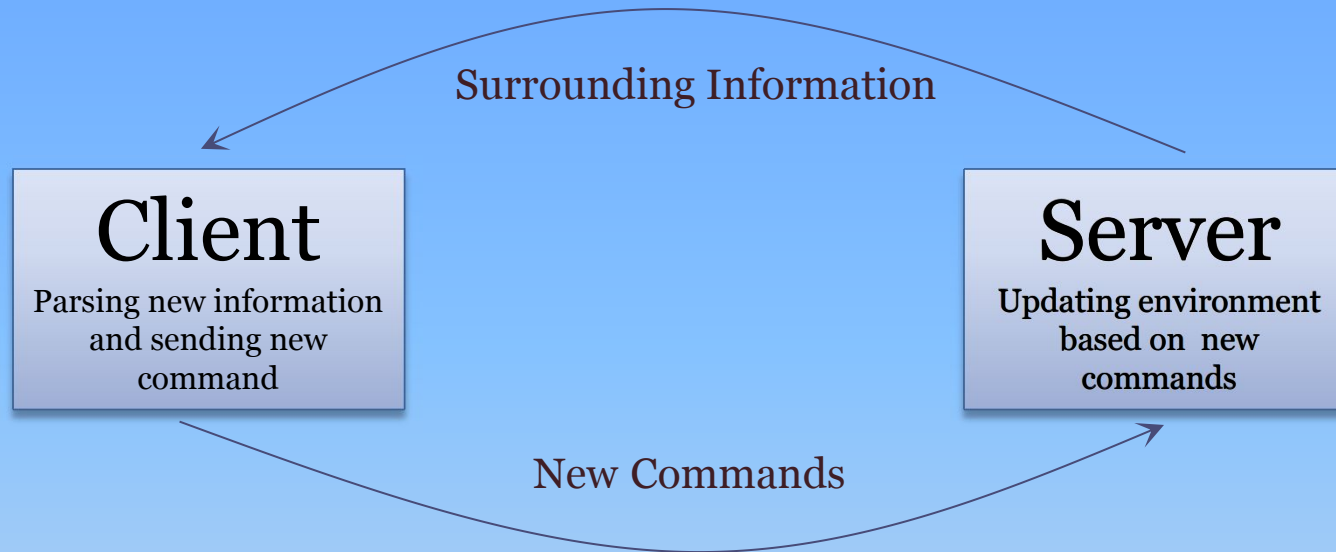 Surrounding Information
Client
Parsing new information
and sending new
command
Server
Updating environment
based on  new
commands
New Commands